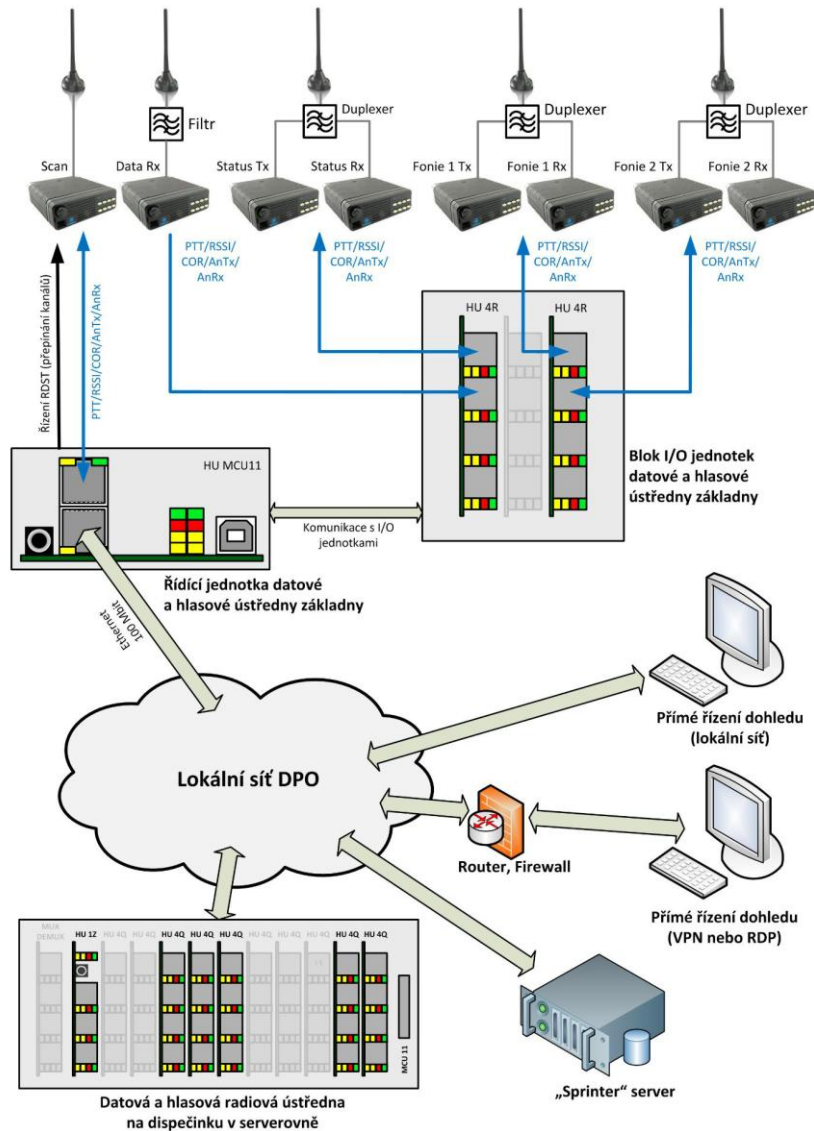 Filtr
Duplexer
Duplexer
Duplexer
Scan
Data Rx
Status Tx
Status Rx
Fonie 1 Tx
Fonie 1 Rx
Fonie 2 Tx
Fonie 2 Rx
PTT/RSSI/
COR/AnTx/
AnRx
PTT/RSSI/
COR/AnTx/
AnRx
PTT/RSSI/
COR/AnTx/
AnRx
PTT/RSSI/
COR/AnTx/
AnRx
Řízení RDST (přepínání kanálů)
PTT/RSSI/COR/AnTx/AnRx
HU 4R
HU 4R
HU MCU11
Blok I/O jednotek
datové a hlasové
ústředny základny
Komunikace s I/O
jednotkami
Řídící jednotka datové
a hlasové ústředny základny
Ethernet
100 Mbit
Lokální síť DPO
Přímé řízení dohledu
(lokální síť)
Router, Firewall
Přímé řízení dohledu
(VPN nebo RDP)
MUX
DEMUX
HU 1Z
HU 4Q
HU 4Q
HU 4Q
HU 4Q
HU 4Q
HU 4Q
HU 4Q
HU 4Q
HU 4Q
HU 4Q
MCU 11
Datová a hlasová radiová ústředna
na dispečinku v serverovně
„Sprinter“ server